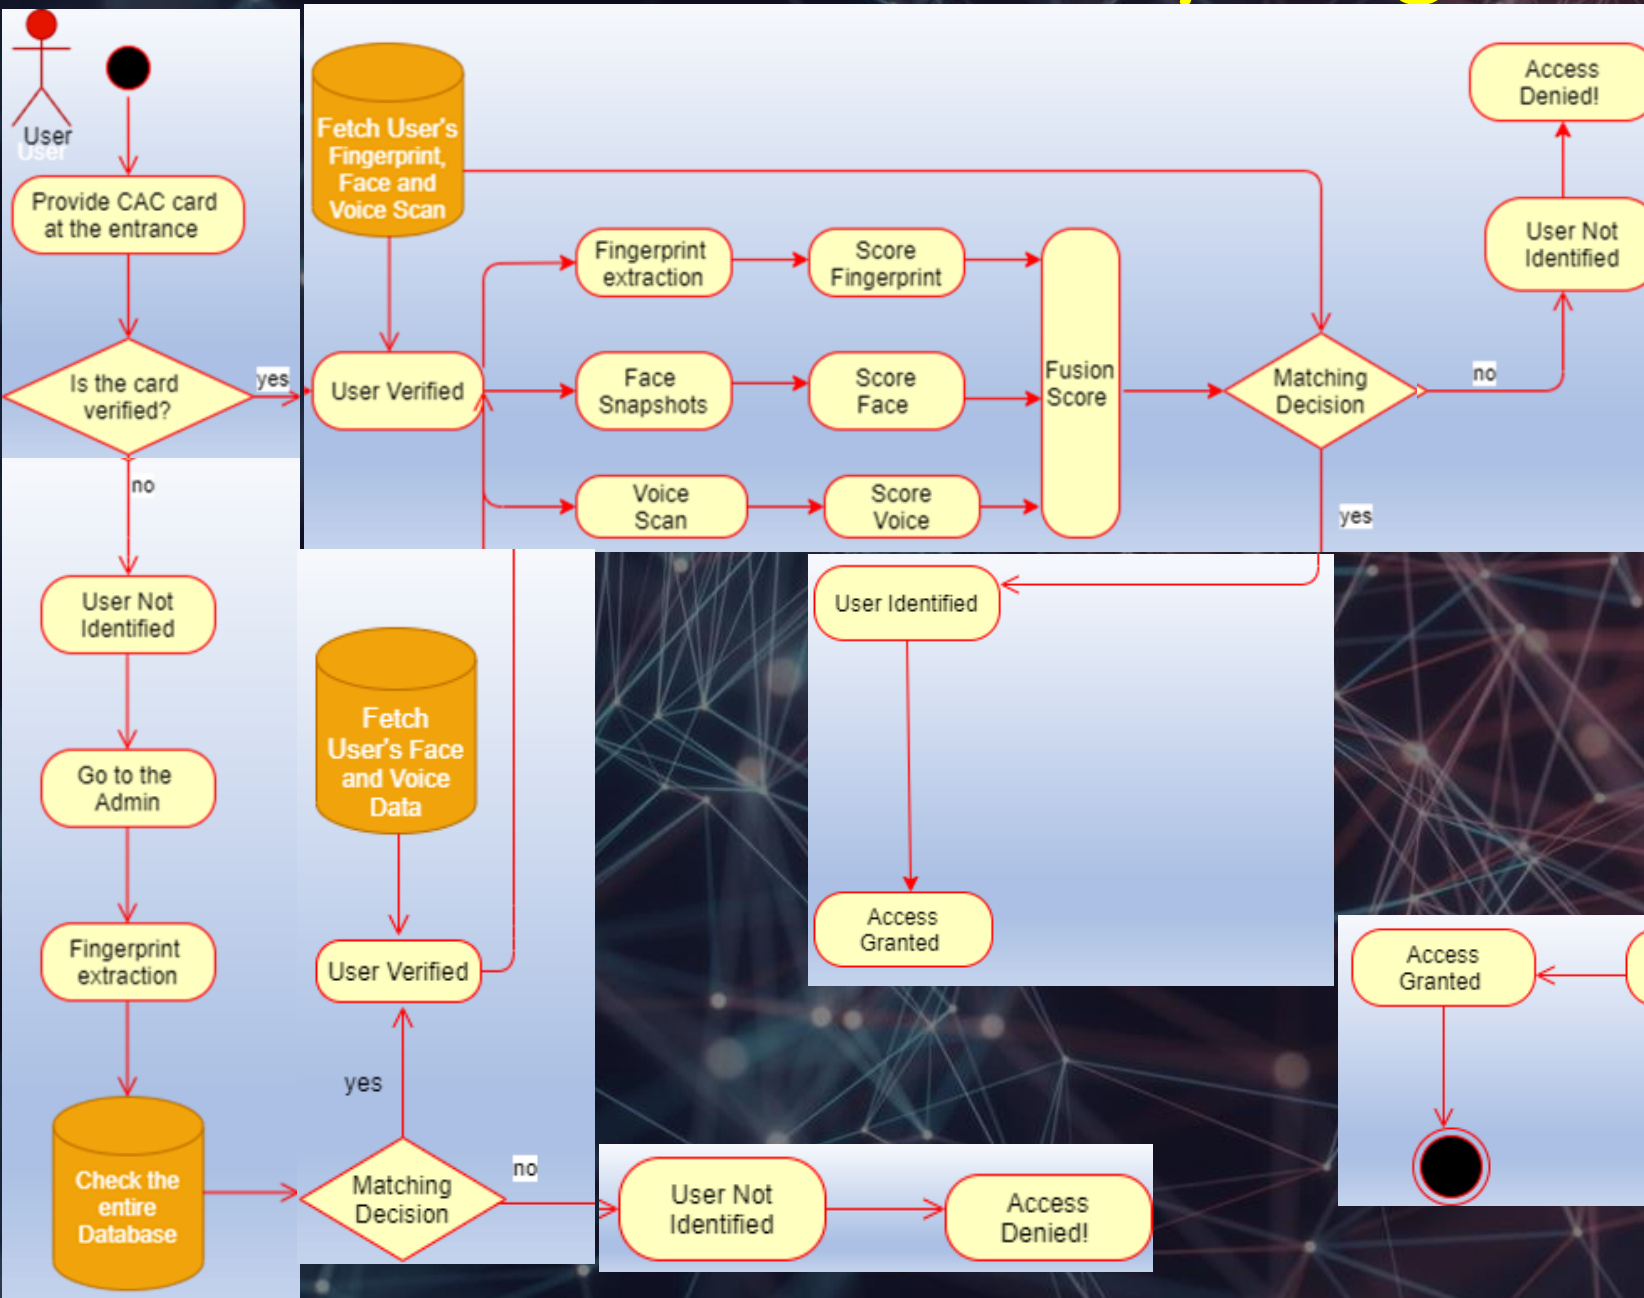 User
User
Provide CAC card
at the entrance
Is the card
verified?
yes
no
User Not
Identified
Go to the
Admin
Fingerprint
extraction
Check the
entire
Database
Fetch User's
Fingerprint,
Face and
Voice Scan
User Verified
Fingerprint
extraction
Score
Fingerprint
Face
Snapshots
Score
Face
Voice
Scan
Score
Voice
Fusion
Score
Matching
Decision
no
User Not
Identified
Access
Denied!
yes
User Identified
Access
Granted
Fetch
User's Face
and Voice
Data
User Verified
yes
Matching
Decision
no
User Not
Identified
Access
Denied!
Access
Granted